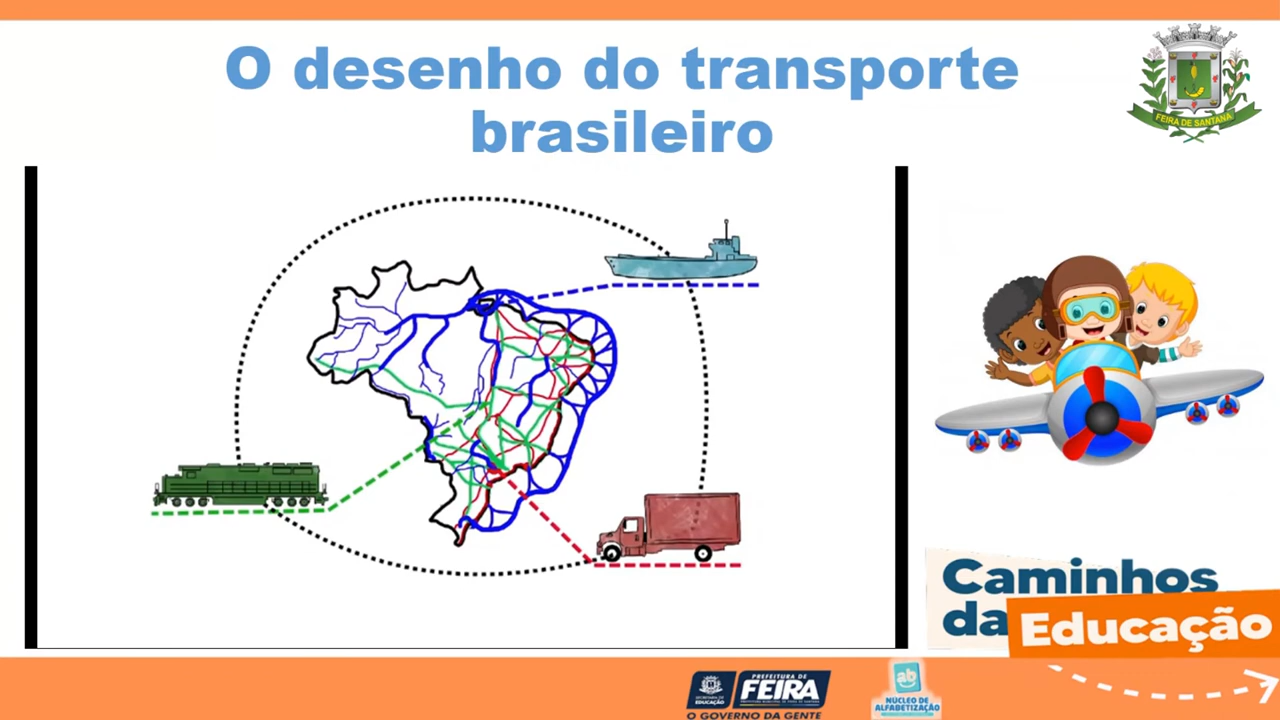 O desenho do transporte
brasileiro
FEIRA DE SANTANA
Caminhos
da Educação
SECRETARIA DE
EDUCAÇÃO
PREFEITURA DE
FEIRA
O GOVERNO DA GENTE
ab
NÚCLEO DE
ALFABETIZAÇÃO